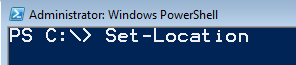 Administrator: Windows PowerShell
PS C:\> Set-Location